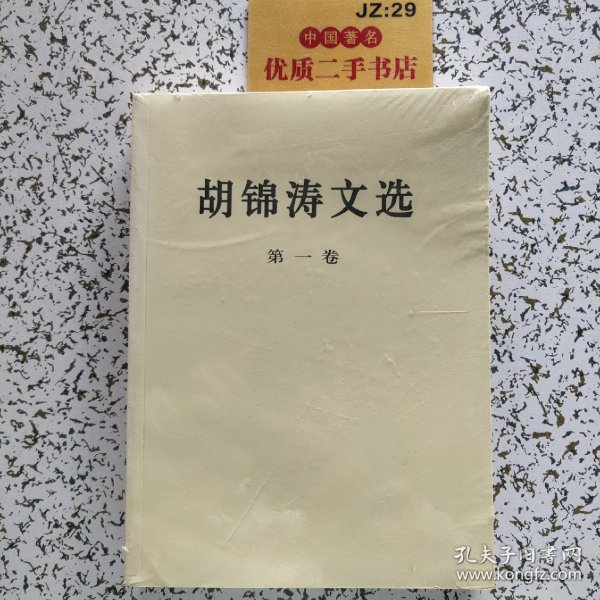 JZ:29
中国著名
优质二手书店
胡锦涛文选
第一卷
孔夫子旧书网
www.kongfz.com